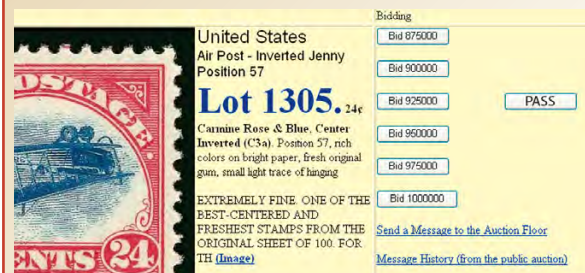 Bidding
United States
Air Post - Inverted Jenny
Position 57
Lot 1305. 24¢
Carmine Rose & Blue, Center
Inverted (C3a). Position 57, rich
colors on bright paper, fresh original
gum, small light trace of hinging
EXTREMELY FINE. ONE OF THE
BEST-CENTERED AND
FRESHEST STAMPS FROM THE
ORIGINAL SHEET OF 100. FOR
TH (Image)
Bid 875000
Bid 900000
Bid 925000
PASS
Bid 950000
Bid 975000
Bid 1000000
Send a Message to the Auction Floor
Message History (from the public auction)
OSTAGE
ENTS 24